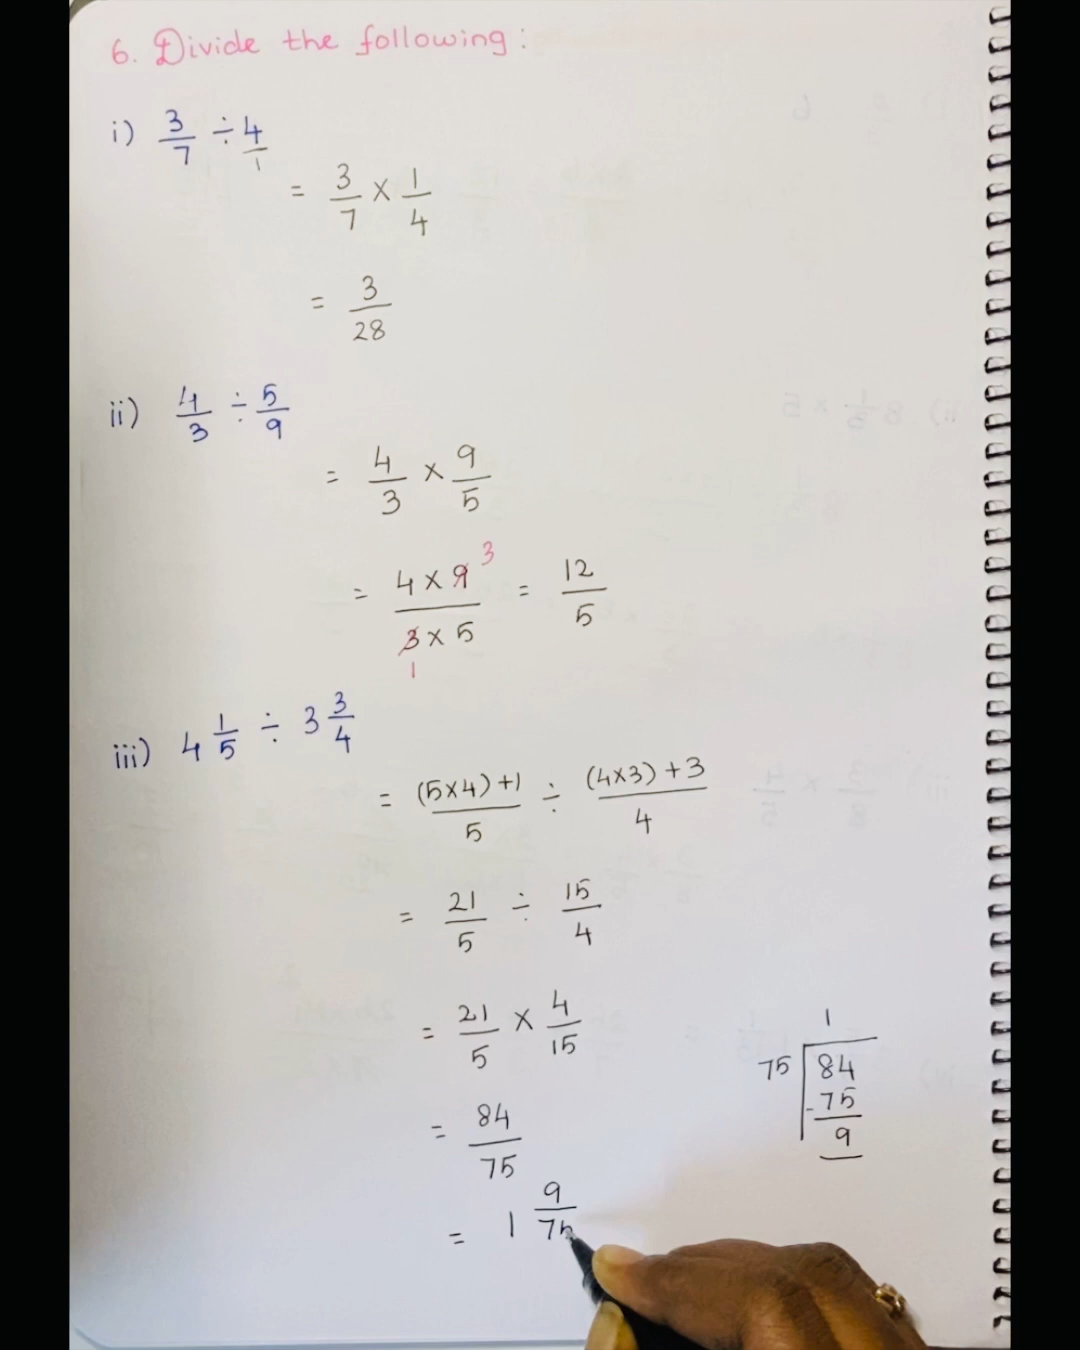 6. Divide the following:
i) 3/7 ÷ 4/1
= 3/7 × 1/4
= 3/28
ii) 4/3 ÷ 5/9
= 4/3 × 9/5
= 4 × 9 3 / 3 × 5 1 = 12/5
iii) 4 1/5 ÷ 3 3/4
= (5×4)+1/5 ÷ (4×3)+3/4
= 21/5 ÷ 15/4
= 21/5 × 4/15
= 84/75
= 1 9/75
1
75 84
-75
9